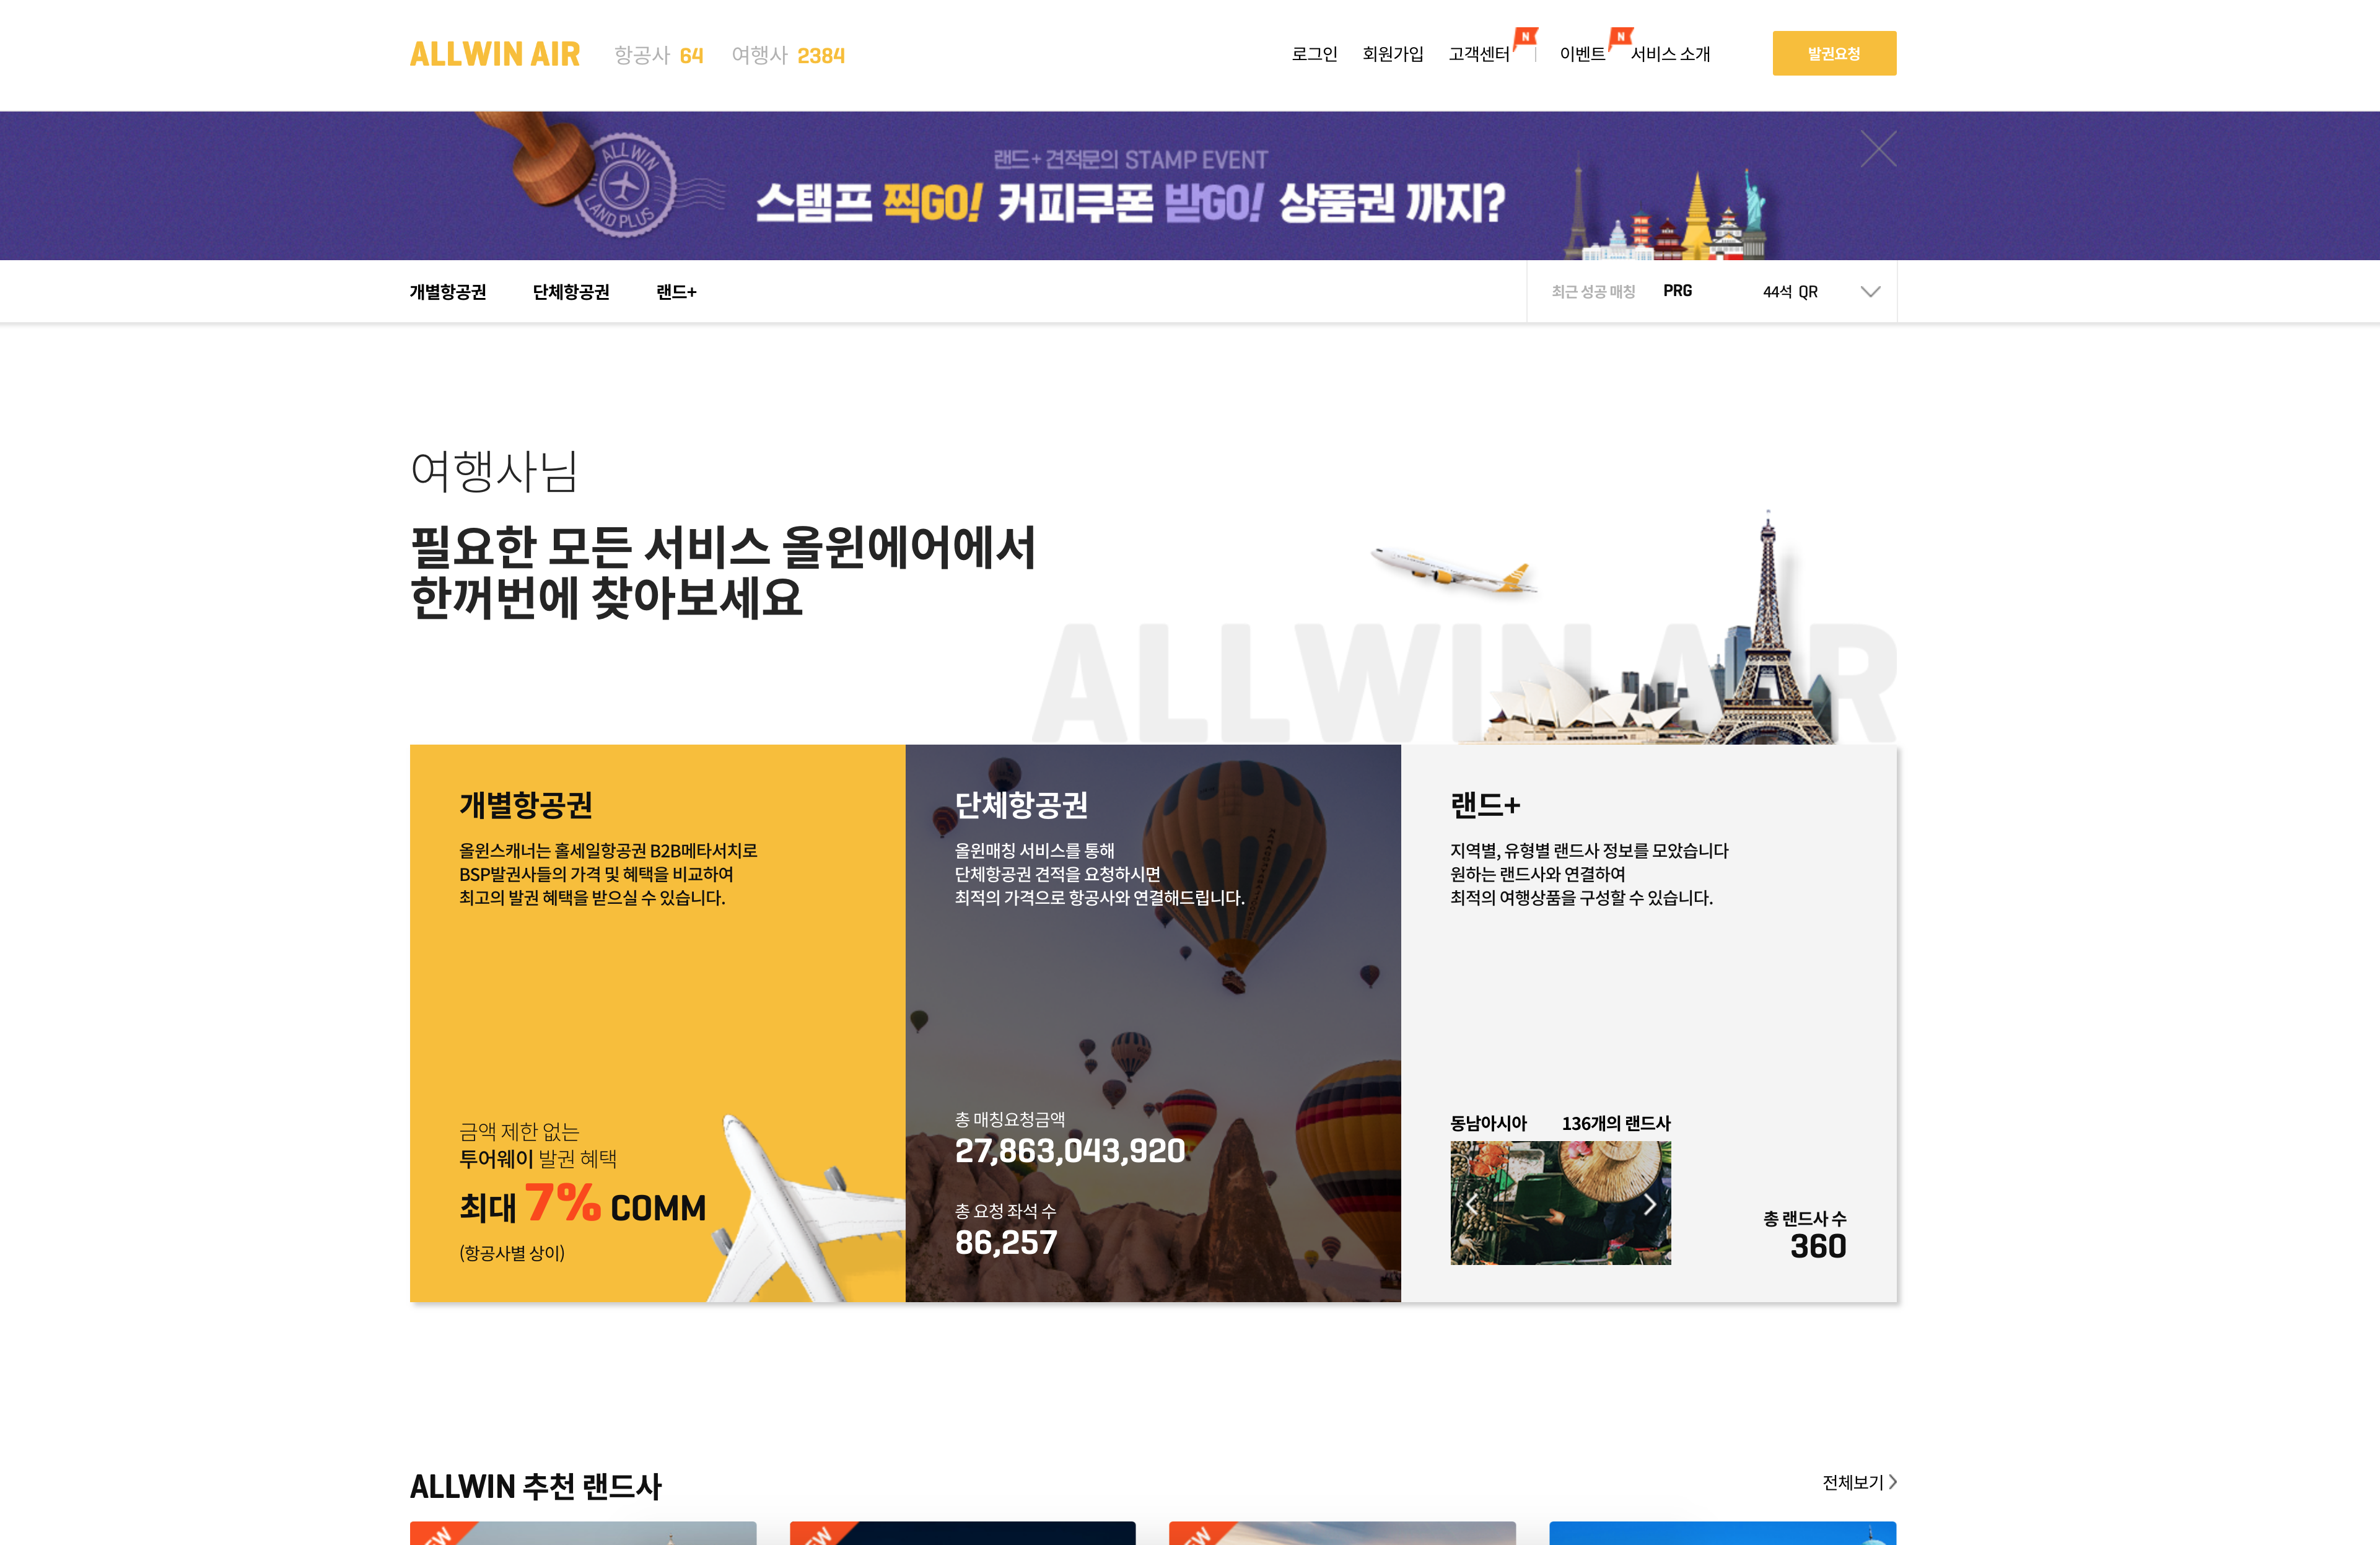 ALLWIN AIR 항공사 64 여행사 2384 로그인 회원가입 고객센터 N 이벤트 N 서비스 소개 발권요청
ALLWIN
LAND PLUS
랜드+ 견적문의 STAMP EVENT
스탬프 찍GO! 커피쿠폰 받GO! 상품권 까지?
개별항공권 단체항공권 랜드+ 최근 성공 매칭 PRG 44석 QR
여행사님
필요한 모든 서비스 올윈에어에서
한꺼번에 찾아보세요
ALLWIN AIR
개별항공권
올윈스캐너는 홀세일항공권 B2B메타서치로
BSP발권사들의 가격 및 혜택을 비교하여
최고의 발권 혜택을 받으실 수 있습니다.
금액 제한 없는
투어웨이 발권 혜택
최대 7% COMM
(항공사별 상이)
단체항공권
올윈매칭 서비스를 통해
단체항공권 견적을 요청하시면
최적의 가격으로 항공사와 연결해드립니다.
총 매칭요청금액
27,863,043,920
총 요청 좌석 수
86,257
랜드+
지역별, 유형별 랜드사 정보를 모았습니다
원하는 랜드사와 연결하여
최적의 여행상품을 구성할 수 있습니다.
동남아시아 136개의 랜드사
총 랜드사 수
360
ALLWIN 추천 랜드사 전체보기